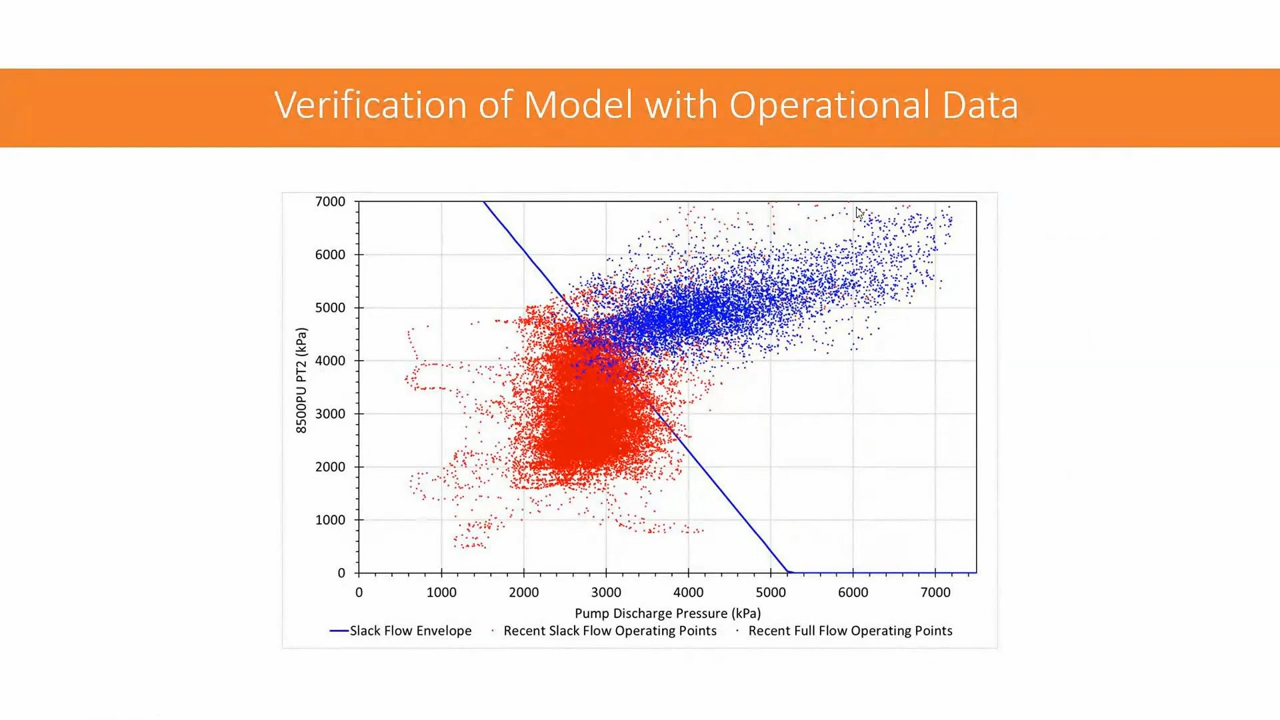 Verification of Model with Operational Data
7000
6000
5000
4000
3000
2000
1000
0
8500PU PT2 (kPa)
0 1000 2000 3000 4000 5000 6000 7000
Pump Discharge Pressure (kPa)
Slack Flow Envelope Recent Slack Flow Operating Points Recent Full Flow Operating Points